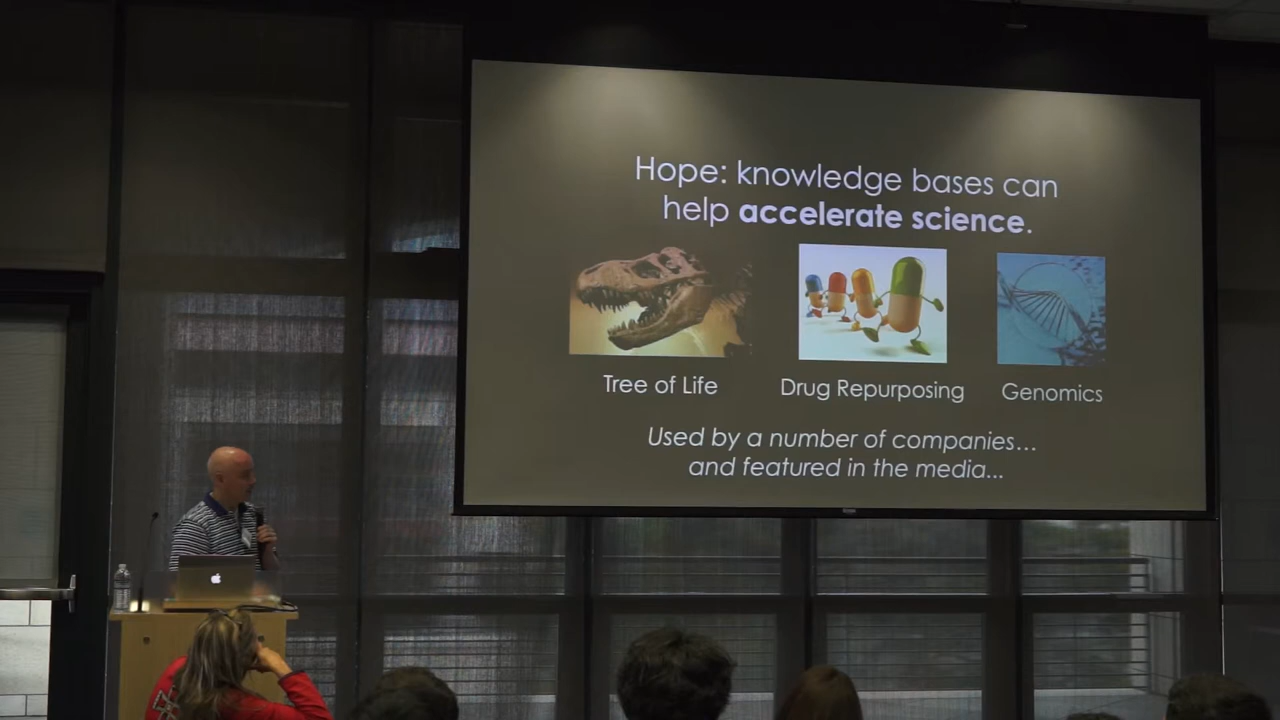 Hope: knowledge bases can
help accelerate science.
Tree of Life
Drug Repurposing
Genomics
Used by a number of companies...
and featured in the media...